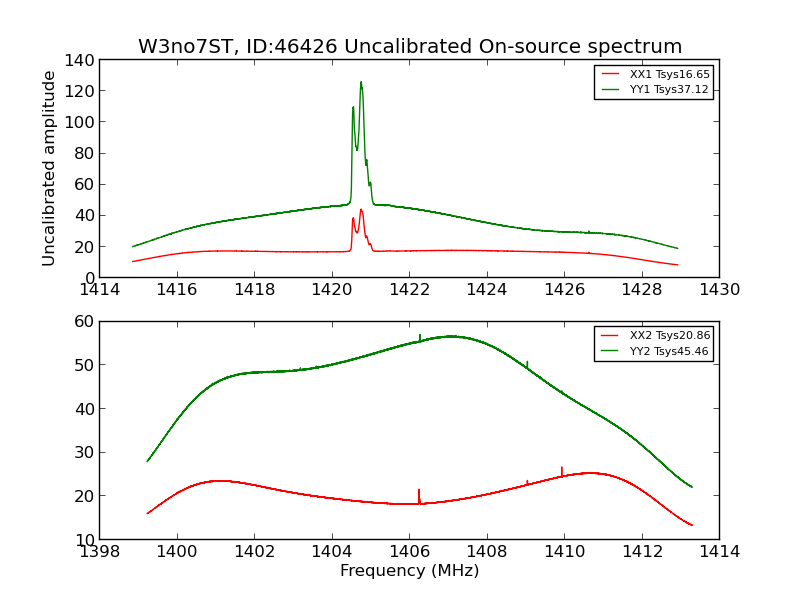 W3no7ST, ID:46426 Uncalibrated On-source spectrum
Uncalibrated amplitude
140
120
100
80
60
40
20
0
XX1 Tsys16.65
YY1 Tsys37.12
1414 1416 1418 1420 1422 1424 1426 1428 1430
60
50
40
30
20
10
XX2 Tsys20.86
YY2 Tsys45.46
1398 1400 1402 1404 1406 1408 1410 1412 1414
Frequency (MHz)